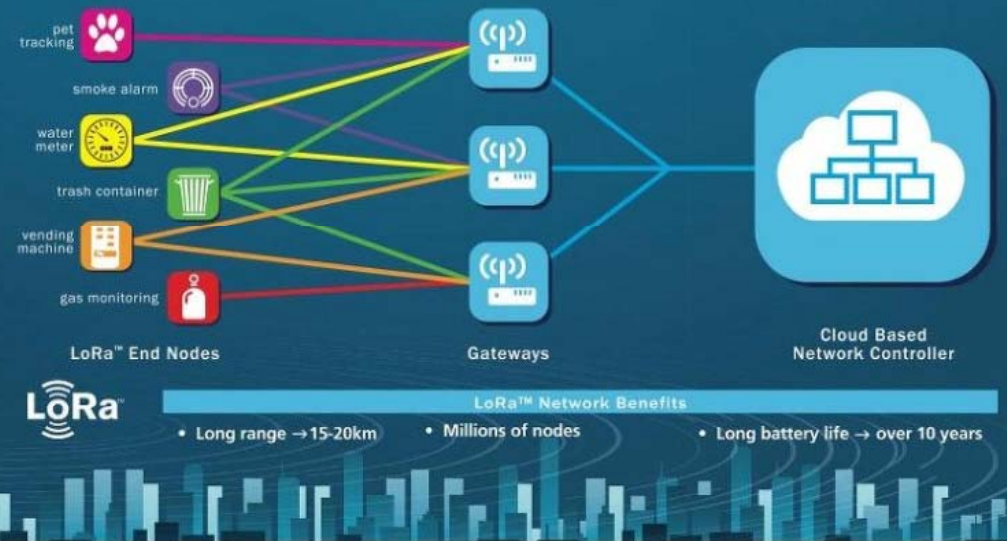 pet
tracking
smoke alarm
water
meter
trash container
vending
machine
gas monitoring
LoRa™ End Nodes
Gateways
Cloud Based
Network Controller
LoRa™
LoRa™ Network Benefits
• Long range →15-20km
• Millions of nodes
• Long battery life → over 10 years